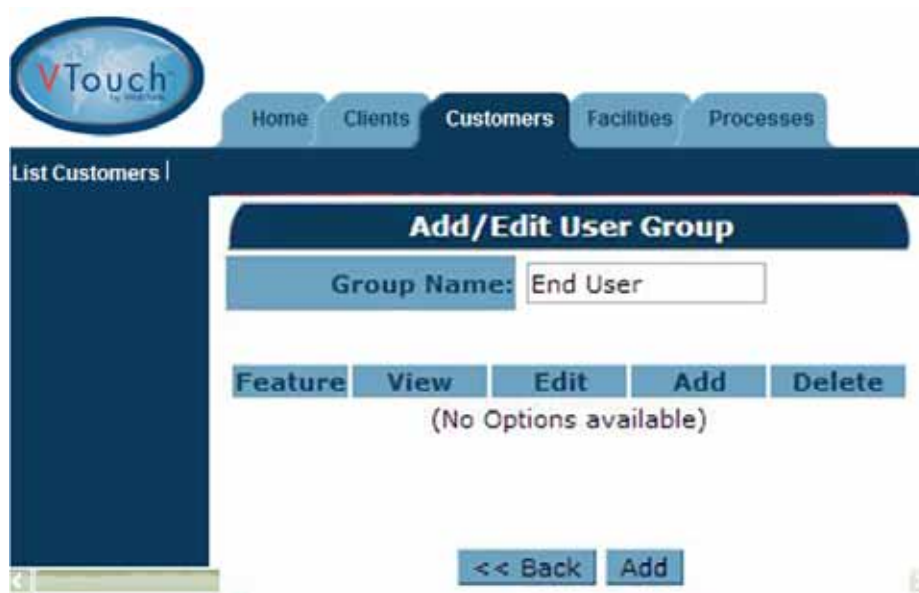 VTouch
Home Clients Customers Facilities Processes
List Customers |
Add/Edit User Group
Group Name: End User
Feature View Edit Add Delete
(No Options available)
<< Back Add